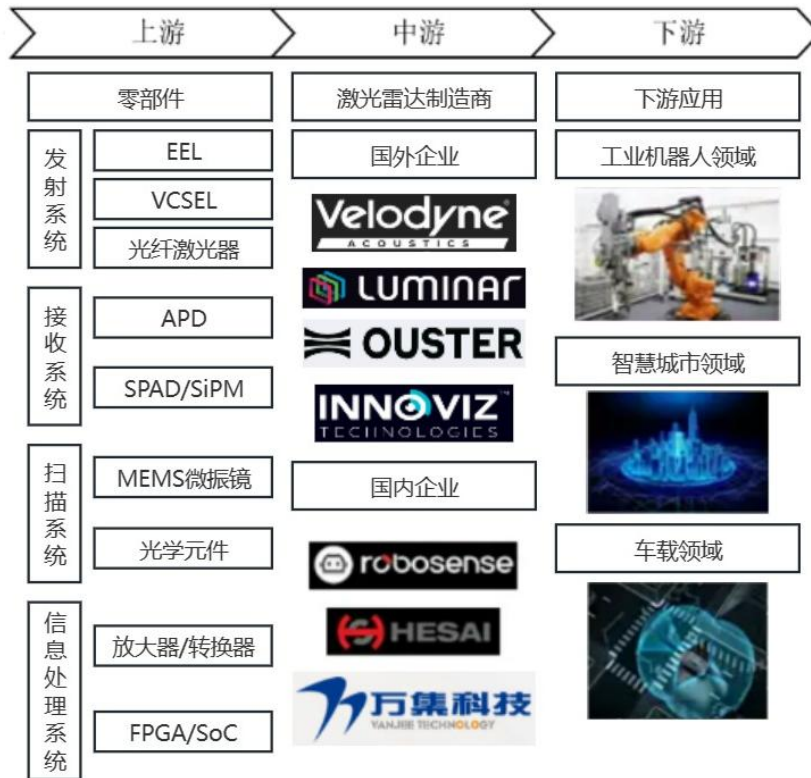 上游
中游
下游
零部件
激光雷达制造商
下游应用
发射系统
EEL
VCSEL
光纤激光器
接收系统
APD
SPAD/SiPM
扫描系统
MEMS微振镜
光学元件
信息处理系统
放大器/转换器
FPGA/SoC
国外企业
Velodyne
ACOUSTICS
LUMINAR
OUSTER
INNOVIZ
TECHNOLOGIES
国内企业
robosense
HESAI
万集科技
VANJEE TECHNOLOGY
工业机器人领域
智慧城市领域
车载领域